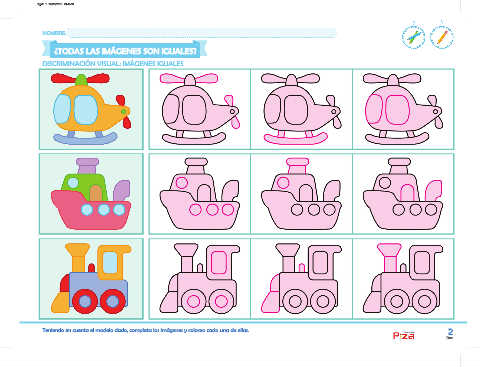 NOMBRE:
¿TODAS LAS IMÁGENES SON IGUALES?
DISCRIMINACIÓN VISUAL: IMÁGENES IGUALES
Teniendo en cuenta el modelo dado, completa las imágenes y colorea cada una de ellas.
2